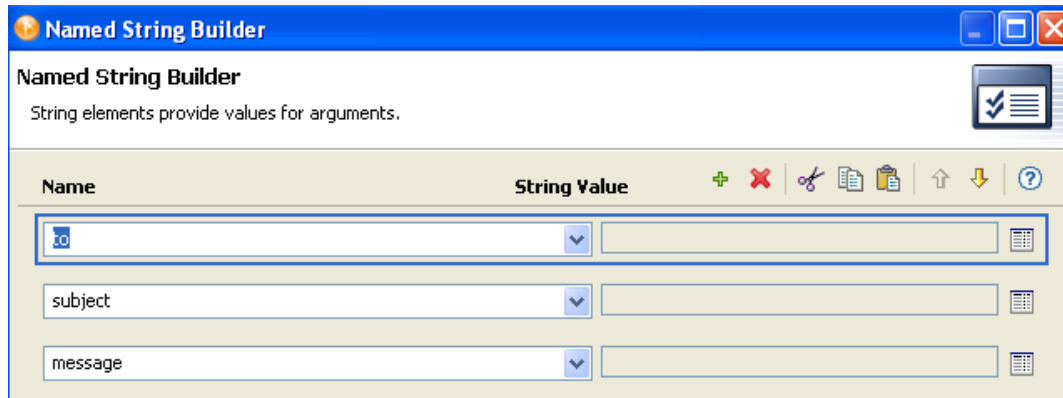 Named String Builder
Named String Builder
String elements provide values for arguments.
Name String Value
to
subject
message